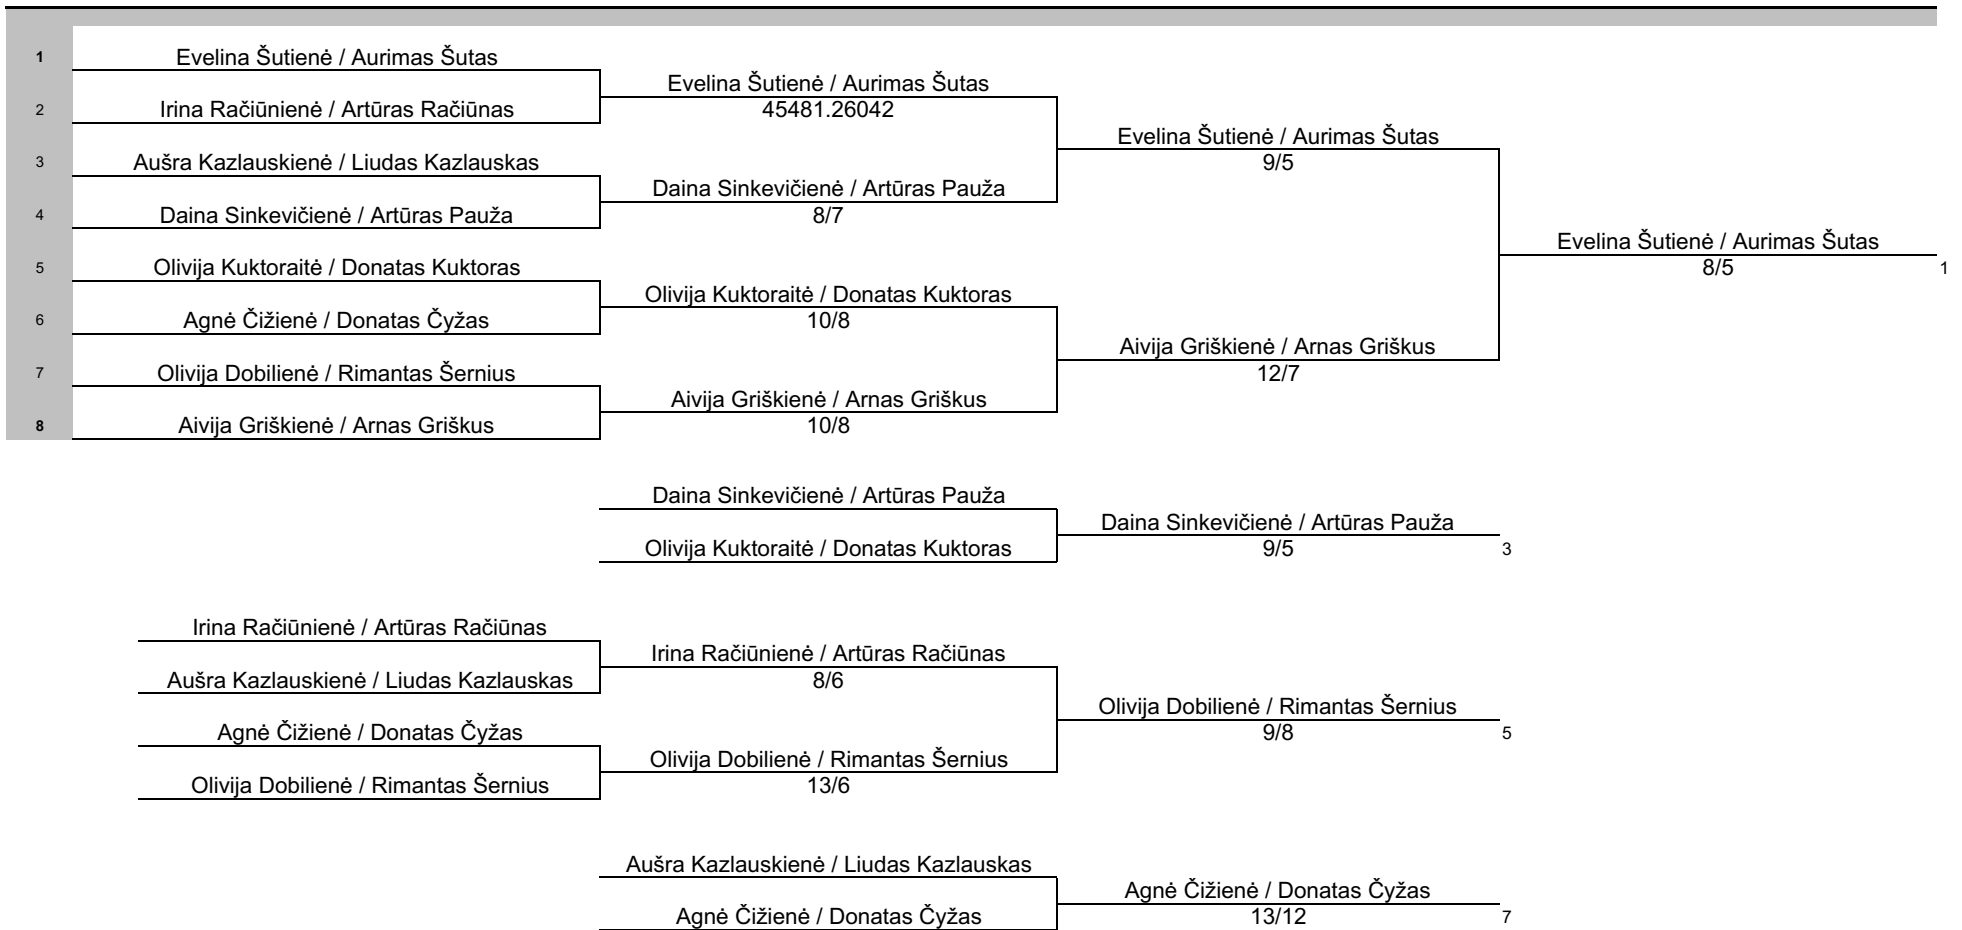 1
Evelina Šutienė / Aurimas Šutas
Evelina Šutienė / Aurimas Šutas
2
Irina Račiūnienė / Artūras Račiūnas
45481.26042
Evelina Šutienė / Aurimas Šutas
3
Aušra Kazlauskienė / Liudas Kazlauskas
9/5
Daina Sinkevičienė / Artūras Pauža
4
Daina Sinkevičienė / Artūras Pauža
8/7
Evelina Šutienė / Aurimas Šutas
5
Olivija Kuktoraitė / Donatas Kuktoras
8/5
1
Olivija Kuktoraitė / Donatas Kuktoras
6
Agnė Čižienė / Donatas Čyžas
10/8
Aivija Griškienė / Arnas Griškus
7
Olivija Dobilienė / Rimantas Šernius
12/7
Aivija Griškienė / Arnas Griškus
8
Aivija Griškienė / Arnas Griškus
10/8
Daina Sinkevičienė / Artūras Pauža
Daina Sinkevičienė / Artūras Pauža
Olivija Kuktoraitė / Donatas Kuktoras
9/5
3
Irina Račiūnienė / Artūras Račiūnas
Irina Račiūnienė / Artūras Račiūnas
Aušra Kazlauskienė / Liudas Kazlauskas
8/6
Olivija Dobilienė / Rimantas Šernius
Agnė Čižienė / Donatas Čyžas
9/8
5
Olivija Dobilienė / Rimantas Šernius
Olivija Dobilienė / Rimantas Šernius
13/6
Aušra Kazlauskienė / Liudas Kazlauskas
Agnė Čižienė / Donatas Čyžas
Agnė Čižienė / Donatas Čyžas
13/12
7